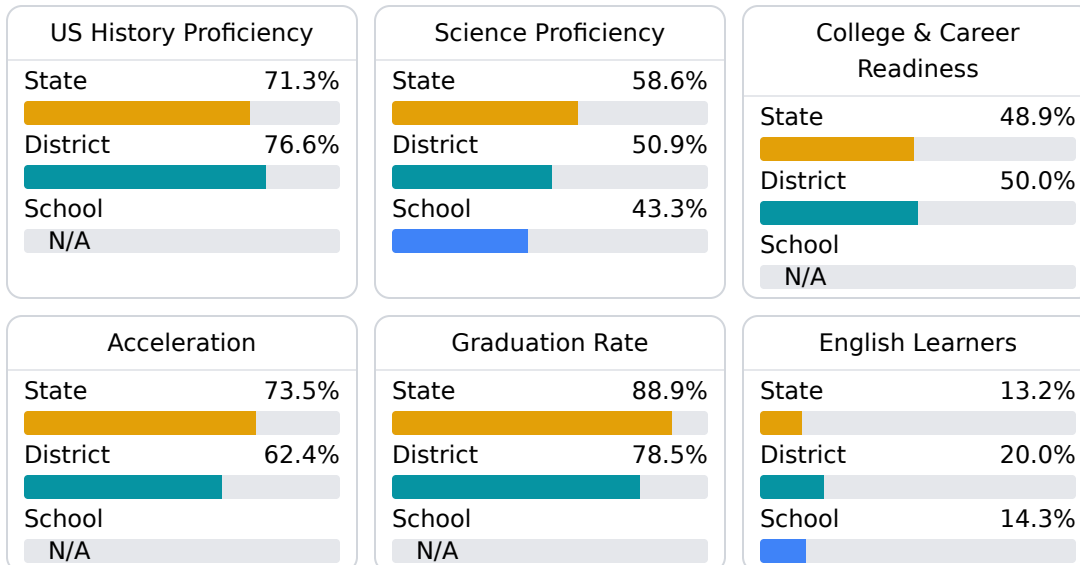 US History Proficiency
State 71.3%
District 76.6%
School
N/A
Science Proficiency
State 58.6%
District 50.9%
School 43.3%
College & Career
Readiness
State 48.9%
District 50.0%
School
N/A
Acceleration
State 73.5%
District 62.4%
School
N/A
Graduation Rate
State 88.9%
District 78.5%
School
N/A
English Learners
State 13.2%
District 20.0%
School 14.3%